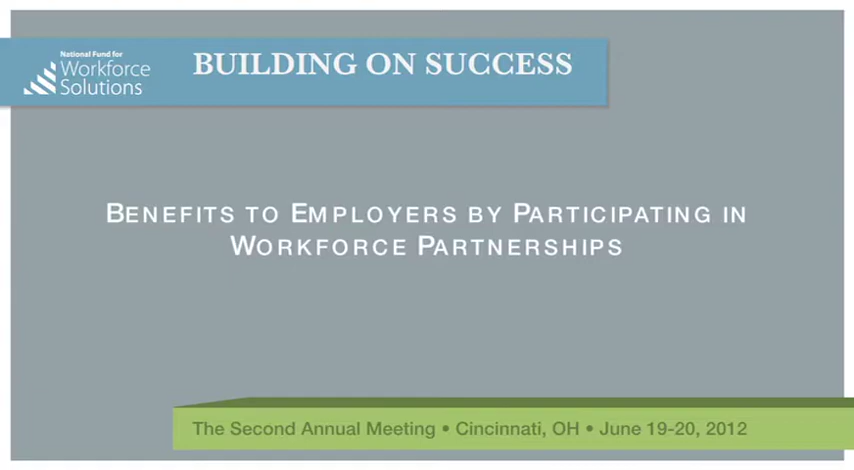 National Fund for
Workforce
Solutions
BUILDING ON SUCCESS
BENEFITS TO EMPLOYERS BY PARTICIPATING IN
WORKFORCE PARTNERSHIPS
The Second Annual Meeting • Cincinnati, OH • June 19-20, 2012